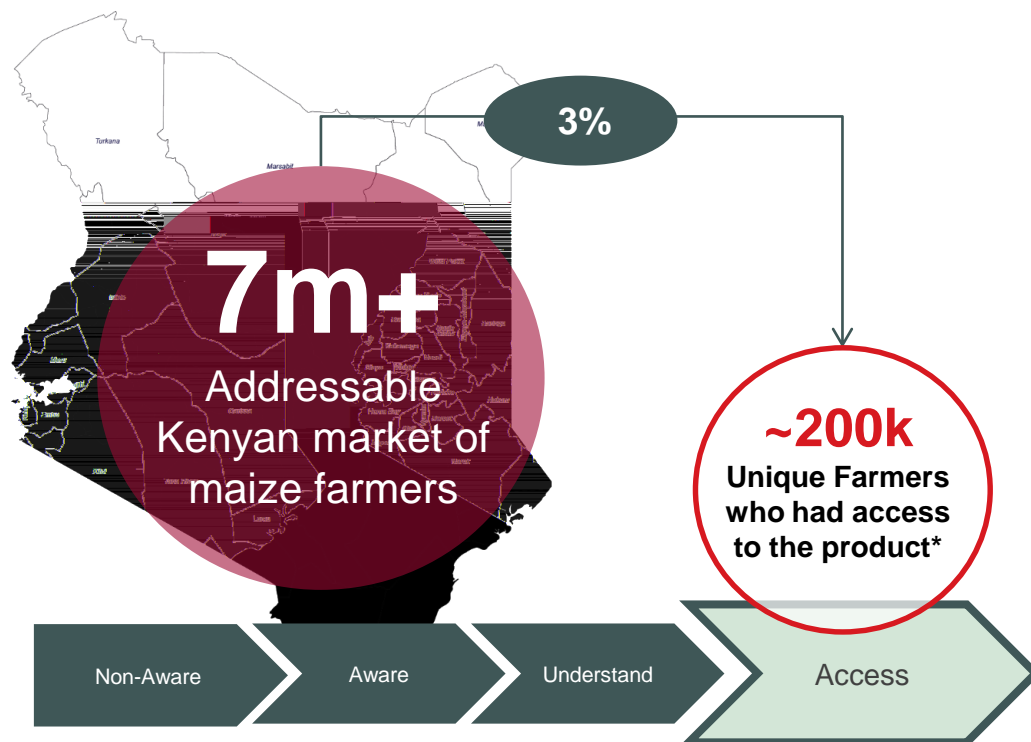 Turkana
Marsabit
3%
7m+
Addressable
Kenyan market of
maize farmers
~200k
Unique Farmers
who had access
to the product*
Non-Aware
Aware
Understand
Access